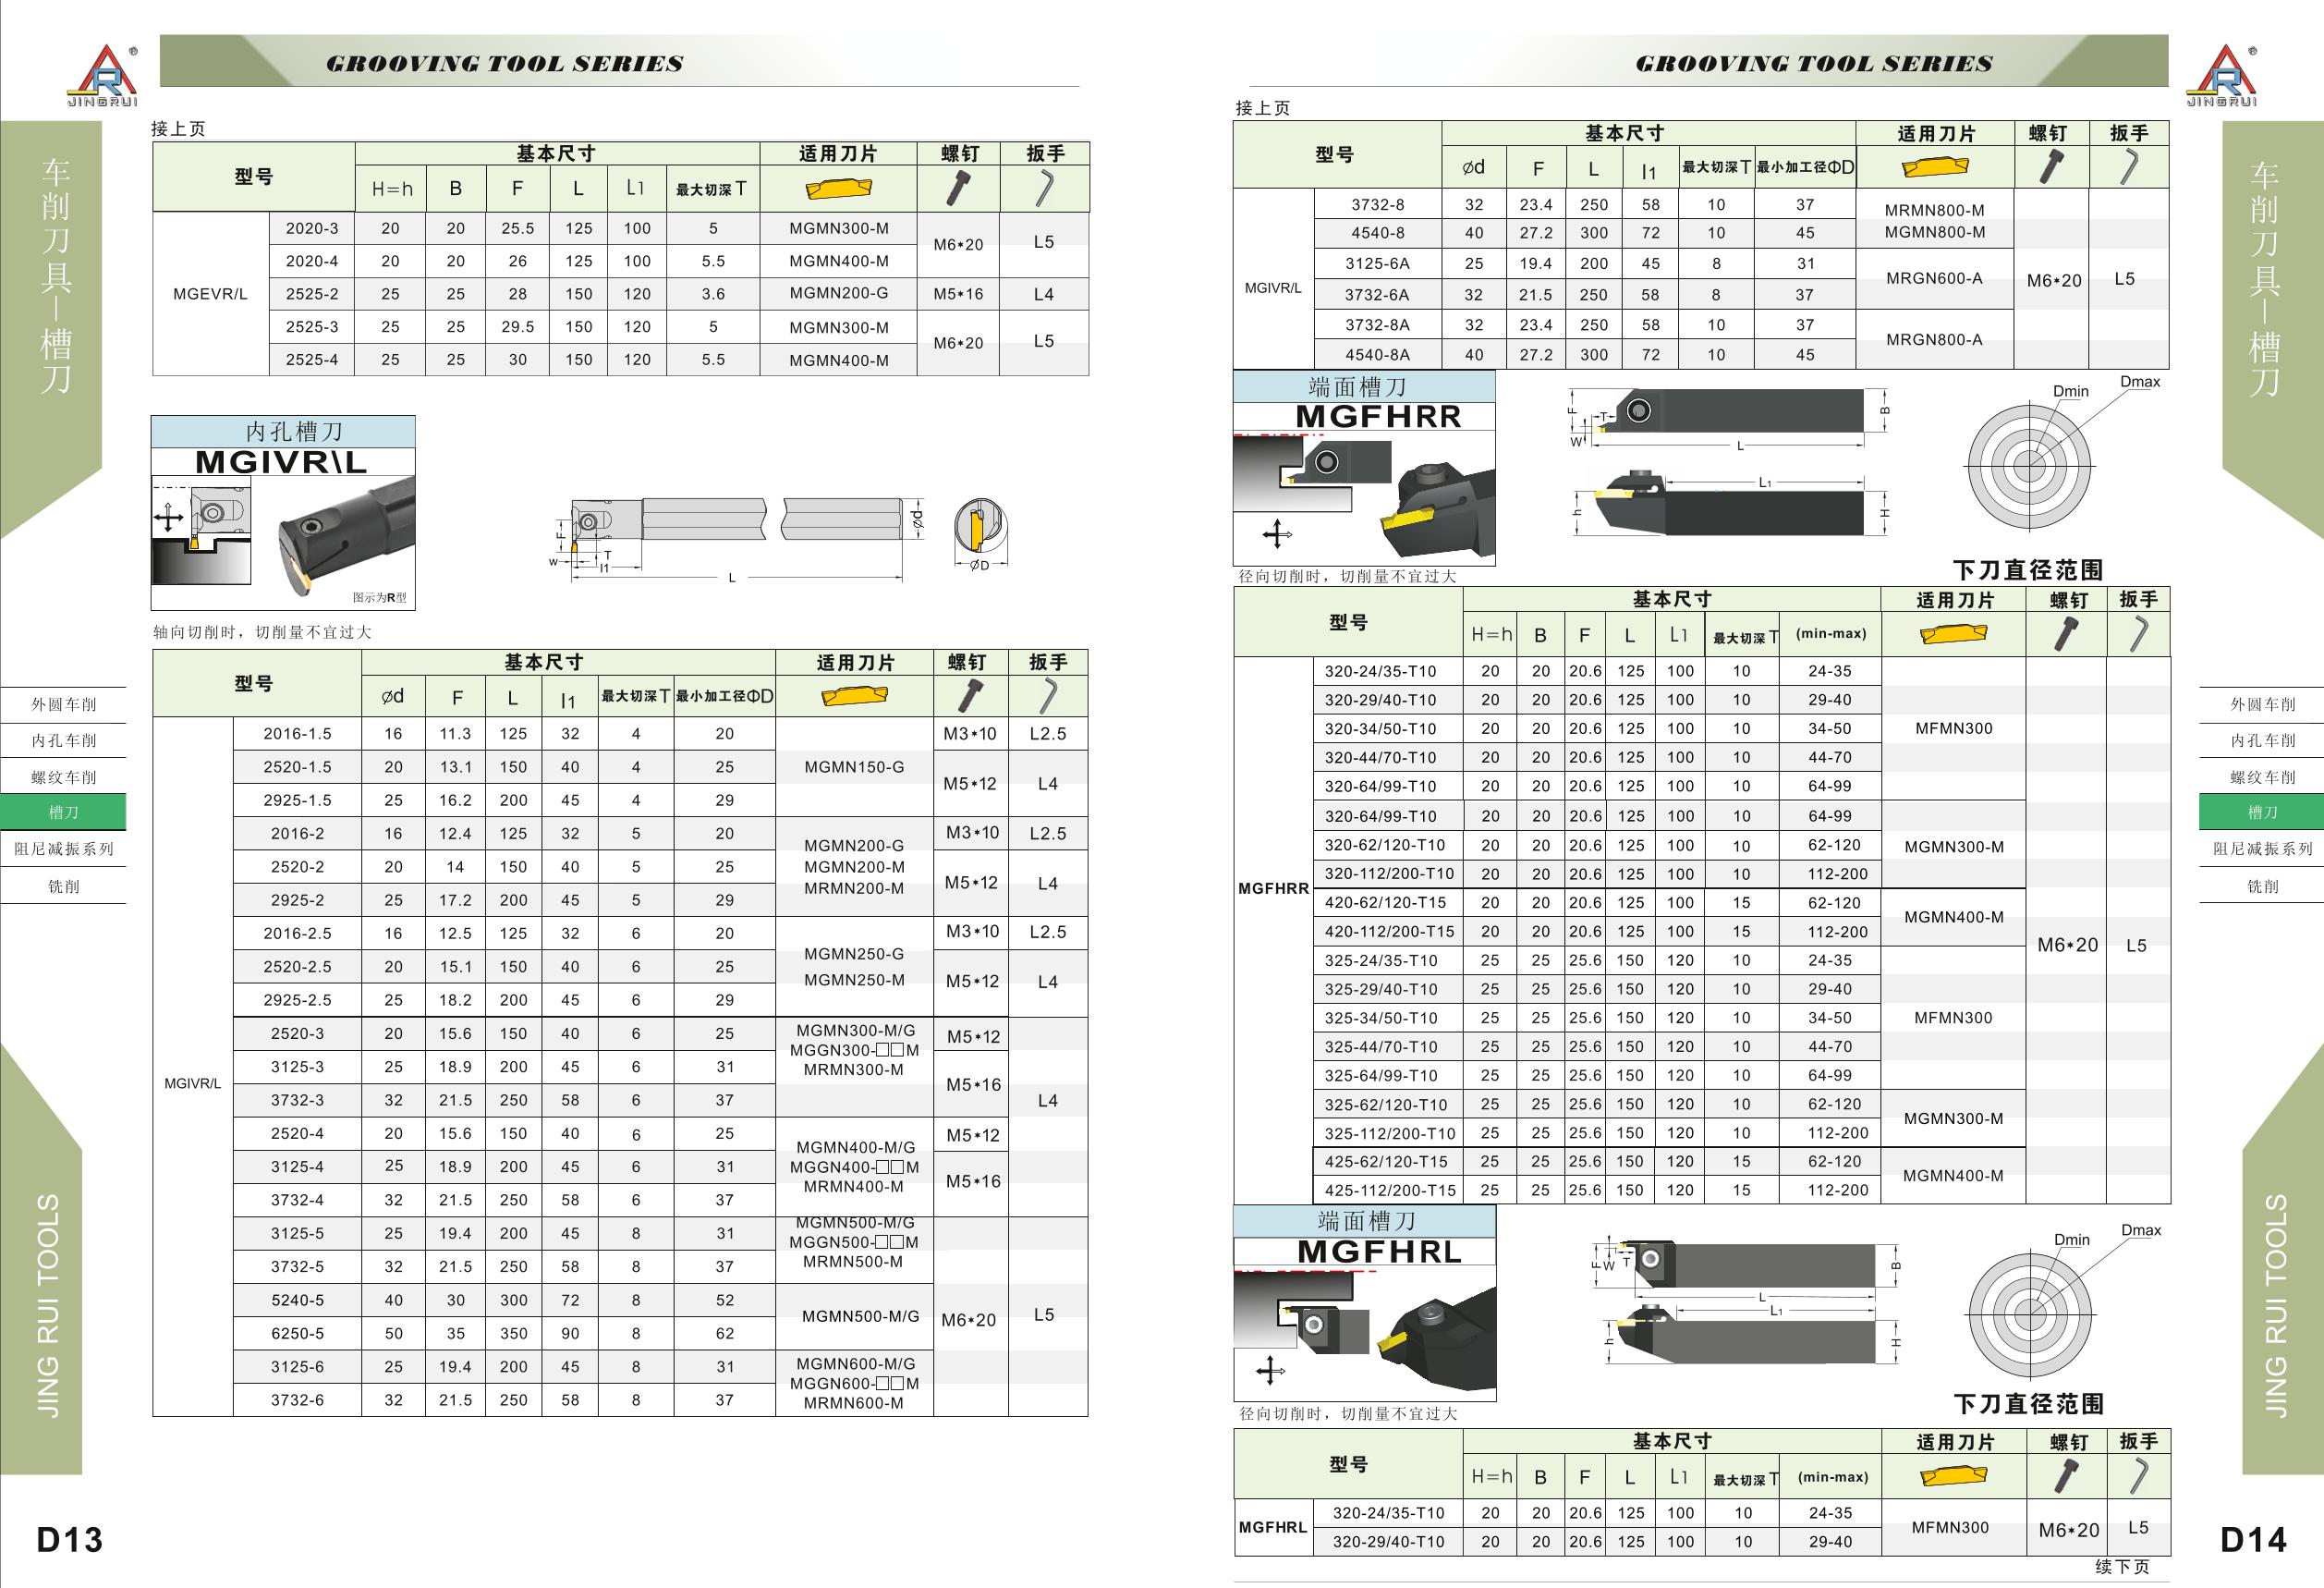 GROOVING TOOL SERIES
JINGRUI
车削刀具－槽刀
接上页
型号 基本尺寸 适用刀片 螺钉 扳手
H=h B F L L1 最大切深T
MGEVR/L
2020-3 20 20 25.5 125 100 5 MGMN300-M M6*20 L5
2020-4 20 20 26 125 100 5.5 MGMN400-M
2525-2 25 25 28 150 120 3.6 MGMN200-G M5*16 L4
2525-3 25 25 29.5 150 120 5 MGMN300-M M6*20 L5
2525-4 25 25 30 150 120 5.5 MGMN400-M
内孔槽刀
MGIVR\L
图示为R型
F W T l1 L Ød ØD
轴向切削时，切削量不宜过大
型号 基本尺寸 适用刀片 螺钉 扳手
Ød F L l1 最大切深T 最小加工径ΦD
MGIVR/L
2016-1.5 16 11.3 125 32 4 20 MGMN150-G M3*10 L2.5
2520-1.5 20 13.1 150 40 4 25 M5*12 L4
2925-1.5 25 16.2 200 45 4 29
2016-2 16 12.4 125 32 5 20 MGMN200-G M3*10 L2.5
2520-2 20 14 150 40 5 25 MGMN200-M M5*12 L4
2925-2 25 17.2 200 45 5 29 MRMN200-M
2016-2.5 16 12.5 125 32 6 20 MGMN250-G M3*10 L2.5
2520-2.5 20 15.1 150 40 6 25 MGMN250-M M5*12 L4
2925-2.5 25 18.2 200 45 6 29
2520-3 20 15.6 150 40 6 25 MGMN300-M/G M5*12 L4
3125-3 25 18.9 200 45 6 31 MGGN300-□□M M5*16
3732-3 32 21.5 250 58 6 37 MRMN300-M
2520-4 20 15.6 150 40 6 25 MGMN400-M/G M5*12
3125-4 25 18.9 200 45 6 31 MGGN400-□□M M5*16
3732-4 32 21.5 250 58 6 37 MRMN400-M
3125-5 25 19.4 200 45 8 31 MGMN500-M/G M6*20 L5
MGGN500-□□M
3732-5 32 21.5 250 58 8 37 MRMN500-M
5240-5 40 30 300 72 8 52 MGMN500-M/G
6250-5 50 35 350 90 8 62
3125-6 25 19.4 200 45 8 31 MGMN600-M/G
MGGN600-□□M
3732-6 32 21.5 250 58 8 37 MRMN600-M
外圆车削
内孔车削
螺纹车削
槽刀
阻尼减振系列
铣削
JING RUI TOOLS
D13
GROOVING TOOL SERIES
JINGRUI
车削刀具－槽刀
接上页
型号 基本尺寸 适用刀片 螺钉 扳手
Ød F L l1 最大切深T 最小加工径ΦD
MGIVR/L
3732-8 32 23.4 250 58 10 37 MRMN800-M M6*20 L5
4540-8 40 27.2 300 72 10 45 MGMN800-M
3125-6A 25 19.4 200 45 8 31 MRGN600-A
3732-6A 32 21.5 250 58 8 37
3732-8A 32 23.4 250 58 10 37 MRGN800-A
4540-8A 40 27.2 300 72 10 45
端面槽刀
MGFHRR
F T W L B
h L1 H
Dmin Dmax
下刀直径范围
径向切削时，切削量不宜过大
型号 基本尺寸 适用刀片 螺钉 扳手
H=h B F L L1 最大切深T (min-max)
MGFHRR
320-24/35-T10 20 20 20.6 125 100 10 24-35 MFMN300 M6*20 L5
320-29/40-T10 20 20 20.6 125 100 10 29-40
320-34/50-T10 20 20 20.6 125 100 10 34-50
320-44/70-T10 20 20 20.6 125 100 10 44-70
320-64/99-T10 20 20 20.6 125 100 10 64-99
320-64/99-T10 20 20 20.6 125 100 10 64-99 MGMN300-M
320-62/120-T10 20 20 20.6 125 100 10 62-120
320-112/200-T10 20 20 20.6 125 100 10 112-200
420-62/120-T15 20 20 20.6 125 100 15 62-120 MGMN400-M
420-112/200-T15 20 20 20.6 125 100 15 112-200
325-24/35-T10 25 25 25.6 150 120 10 24-35 MFMN300
325-29/40-T10 25 25 25.6 150 120 10 29-40
325-34/50-T10 25 25 25.6 150 120 10 34-50
325-44/70-T10 25 25 25.6 150 120 10 44-70
325-64/99-T10 25 25 25.6 150 120 10 64-99
325-62/120-T10 25 25 25.6 150 120 10 62-120 MGMN300-M
325-112/200-T10 25 25 25.6 150 120 10 112-200
425-62/120-T15 25 25 25.6 150 120 15 62-120 MGMN400-M
425-112/200-T15 25 25 25.6 150 120 15 112-200
端面槽刀
MGFHRL
F W T L B
h L1 H
Dmin Dmax
下刀直径范围
径向切削时，切削量不宜过大
型号 基本尺寸 适用刀片 螺钉 扳手
H=h B F L L1 最大切深T (min-max)
MGFHRL
320-24/35-T10 20 20 20.6 125 100 10 24-35 MFMN300 M6*20 L5
320-29/40-T10 20 20 20.6 125 100 10 29-40
续下页
外圆车削
内孔车削
螺纹车削
槽刀
阻尼减振系列
铣削
JING RUI TOOLS
D14